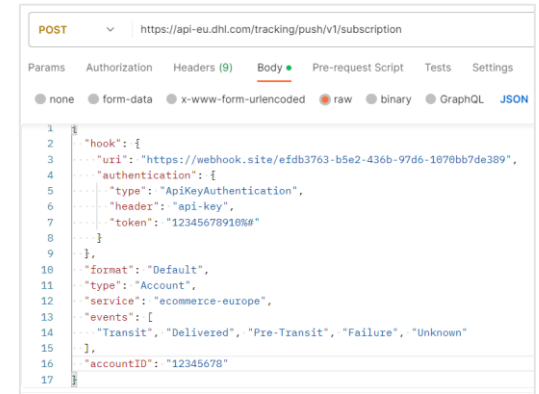 POST https://api-eu.dhl.com/tracking/push/v1/subscription
Params Authorization Headers (9) Body Pre-request Script Tests Settings
none form-data x-www-form-urlencoded raw binary GraphQL JSON
1 {
2 "hook": {
3 "uri": "https://webhook.site/efdb3763-b5e2-436b-97d6-1070bb7de389",
4 "authentication": {
5 "type": "ApiKeyAuthentication",
6 "header": "api-key",
7 "token": "12345678910%#"
8 }
9 },
10 "format": "Default",
11 "type": "Account",
12 "service": "ecommerce-europe",
13 "events": [
14 "Transit", "Delivered", "Pre-Transit", "Failure", "Unknown"
15 ],
16 "accountID": "12345678"
17 }